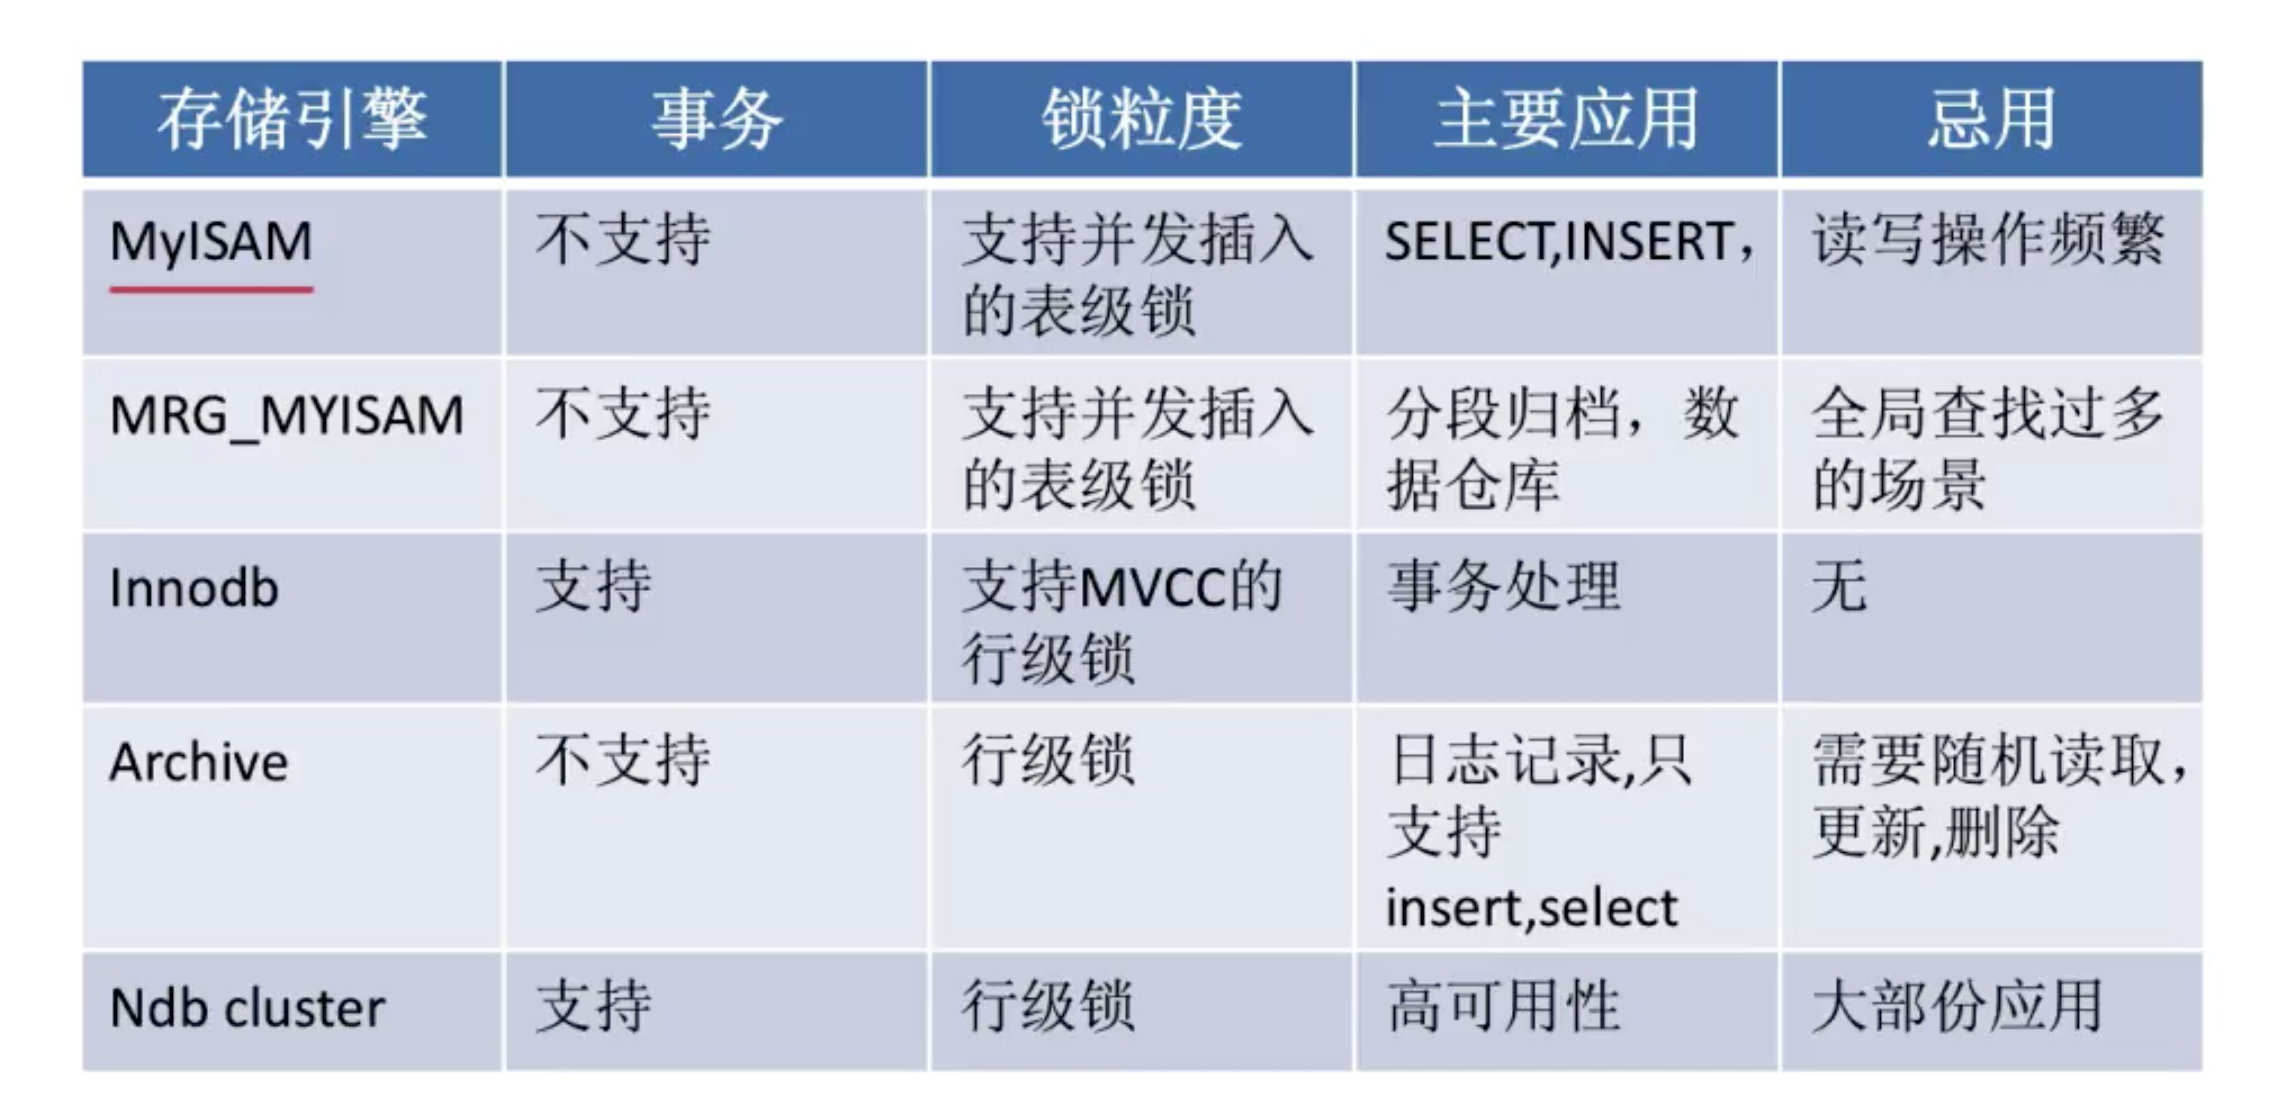 存储引擎 事务 锁粒度 主要应用 忌用
MyISAM 不支持 支持并发插入 SELECT,INSERT， 读写操作频繁
的表级锁
MRG_MYISAM 不支持 支持并发插入 分段归档，数 全局查找过多
的表级锁 据仓库 的场景
Innodb 支持 支持MVCC的 事务处理 无
行级锁
Archive 不支持 行级锁 日志记录,只 需要随机读取，
支持 更新,删除
insert,select
Ndb cluster 支持 行级锁 高可用性 大部份应用